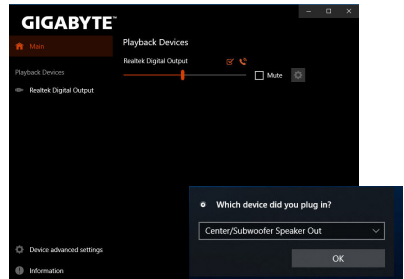 GIGABYTE™
Main
Playback Devices
Realtek Digital Output
Mute
Playback Devices
Realtek Digital Output
Which device did you plug in?
Center/Subwoofer Speaker Out
OK
Device advanced settings
Information